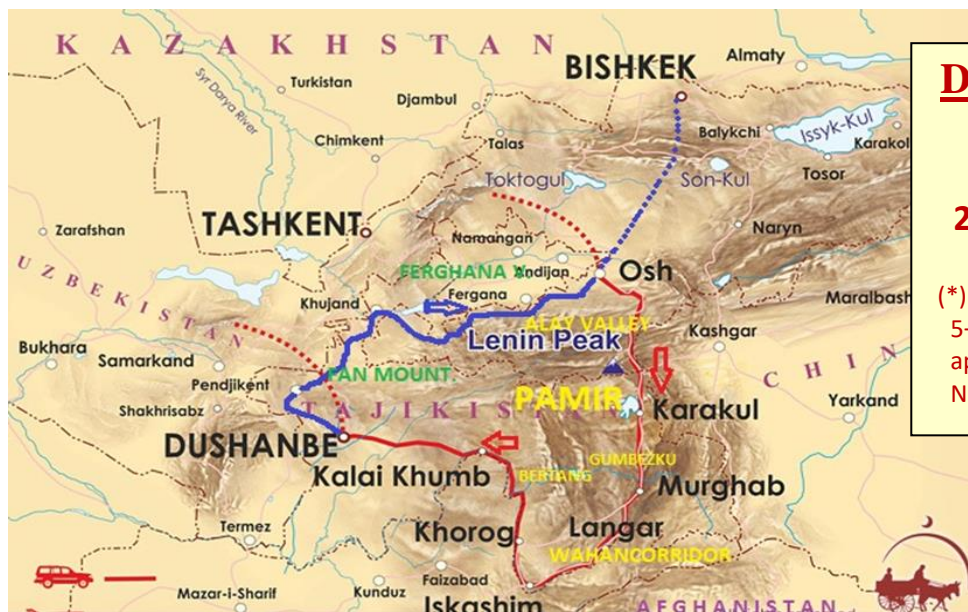 KAZAKHSTAN
Almaty
BISHKEK
Turkistan
Syr Darya River
Djambul
Issyk-Kul
Balykchi
Karakol
Chimkent
Talas
Tosor
Toktogul
Son-Kul
TASHKENT
Naryn
Zarafshan
Namangan
Andijan
Osh
FERGHANA V.
UZBEKISTAN
Khujand
Fergana
Maralbash
ALAY VALLEY
Kashgar
Lenin Peak
Bukhara
Samarkand
CHIN
Pendjikent
FAN MOUNT.
PAMIR
Yarkand
Shakhrisabz
TAJIKISTAN
Karakul
DUSHANBE
Kalai Khumb
GUMBEZKU
BERTANG
Murghab
Termez
Khorog
Langar
WAHANCORRIDOR
Faizabad
Mazar-i-Sharif
Kunduz
Iskashim
AFGHANISTAN
D
2
(*)
5-
ap
N